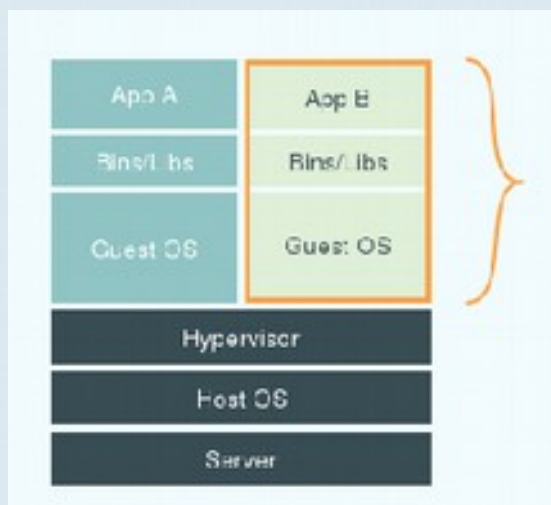 App A
App B
Bins/Libs
Bins/Libs
Guest OS
Guest OS
Hypervisor
Host OS
Server